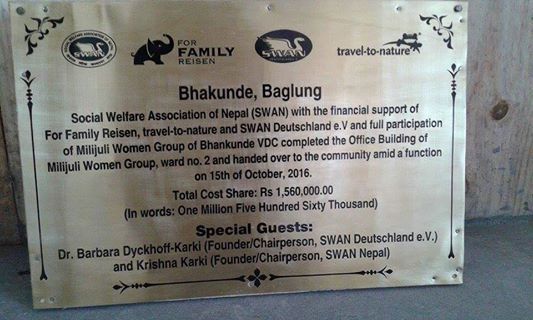 SWAN
FOR
FAMILY
REISEN
SWAN
travel-to-nature
Bhakunde, Baglung
Social Welfare Association of Nepal (SWAN) with the financial support of
For Family Reisen, travel-to-nature and SWAN Deutschland e.V and full participation
of Milijuli Women Group of Bhankunde VDC completed the Office Building of
Milijuli Women Group, ward no. 2 and handed over to the community amid a function
on 15th of October, 2016.
Total Cost Share: Rs 1,560,000.00
(In words: One Million Five Hundred Sixty Thousand)
Special Guests:
Dr. Barbara Dyckhoff-Karki (Founder/Chairperson, SWAN Deutschland e.V.)
and Krishna Karki (Founder/Chairperson, SWAN Nepal)